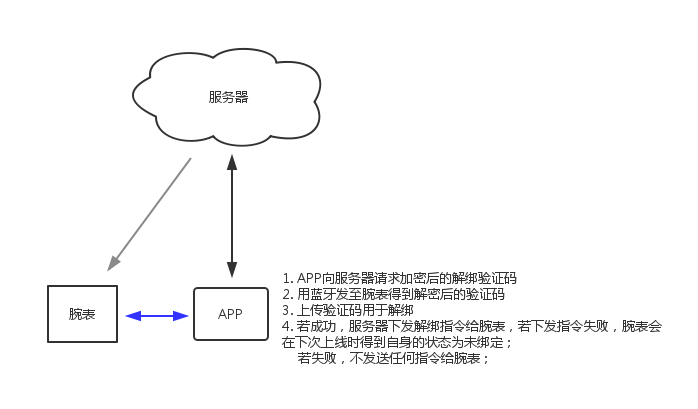 服务器
腕表
APP
1. APP向服务器请求加密后的解绑验证码
2. 用蓝牙发至腕表得到解密后的验证码
3. 上传验证码用于解绑
4. 若成功，服务器下发解绑指令给腕表，若下发指令失败，腕表会
在下次上线时得到自身的状态为未绑定；
若失败，不发送任何指令给腕表；